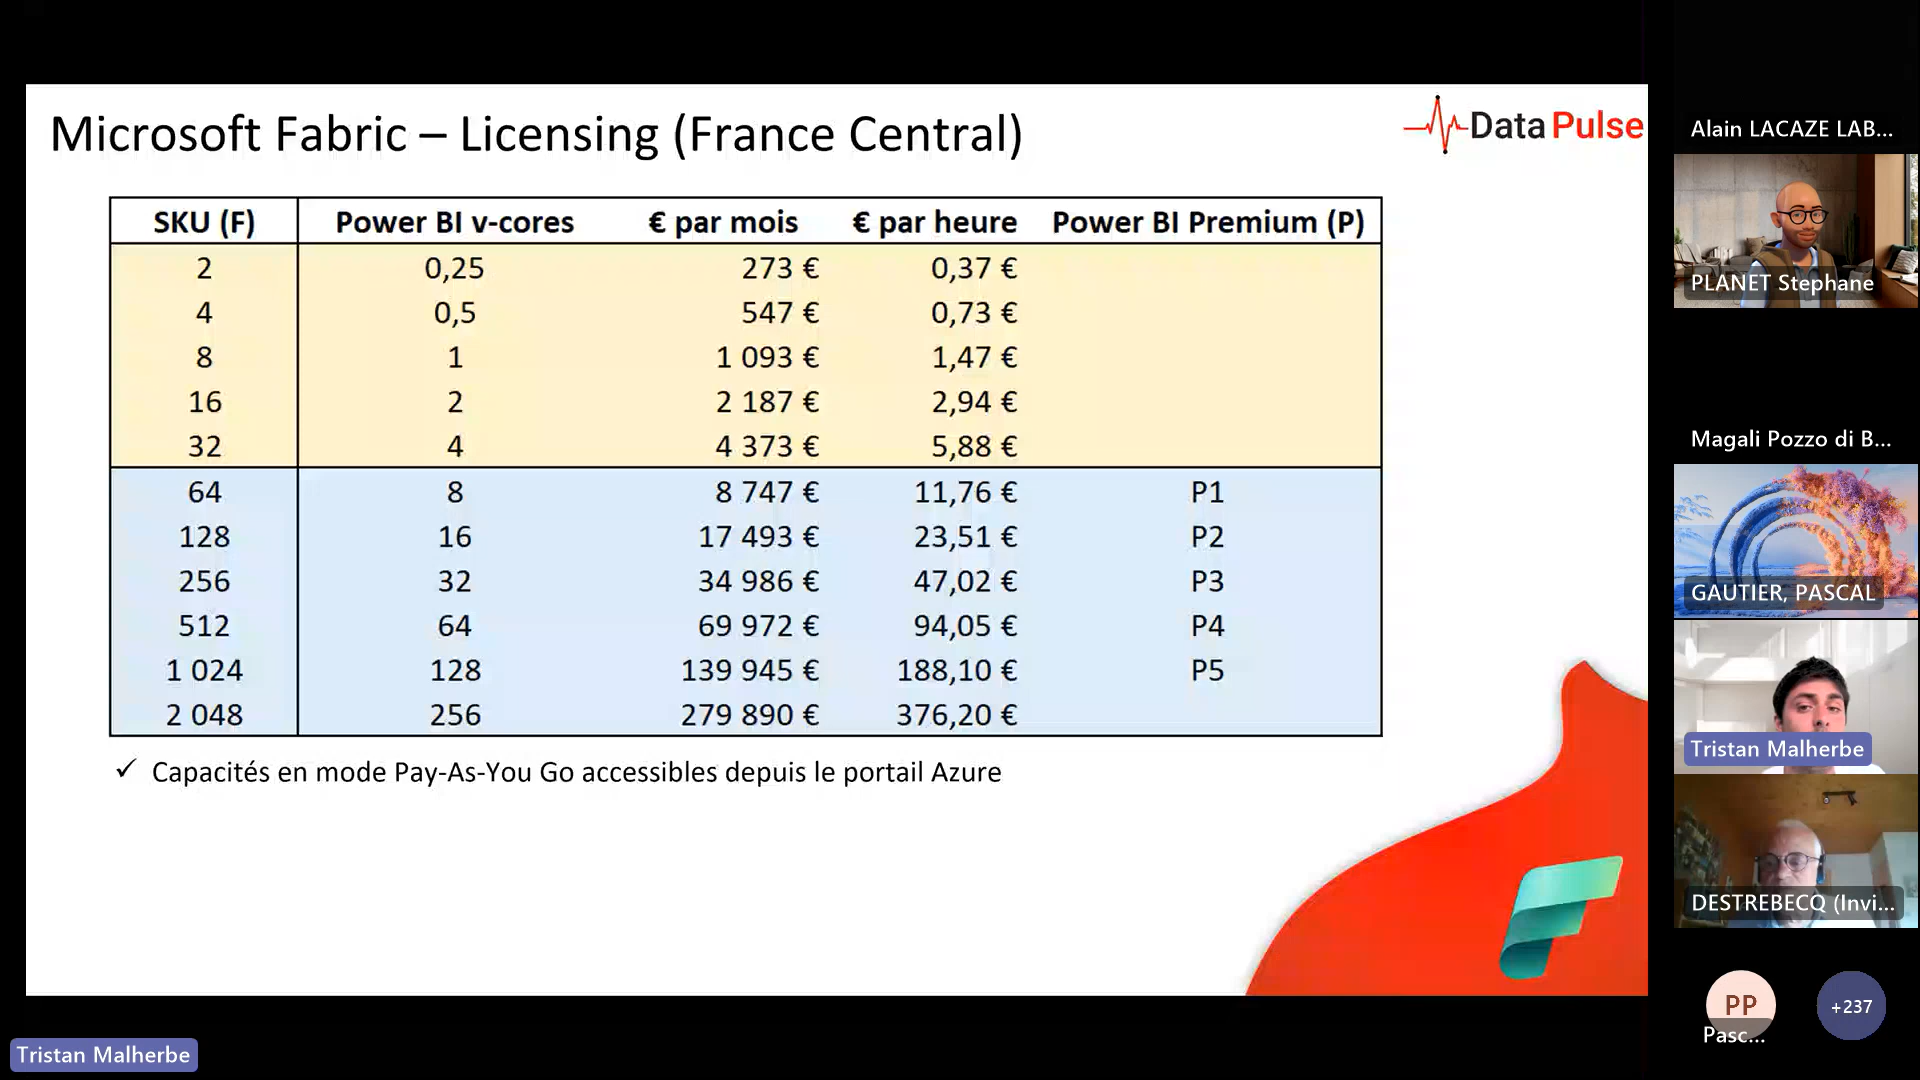 Microsoft Fabric – Licensing (France Central)
Data Pulse
SKU (F) Power BI v-cores € par mois € par heure Power BI Premium (P)
2 0,25 273 € 0,37 €
4 0,5 547 € 0,73 €
8 1 1 093 € 1,47 €
16 2 2 187 € 2,94 €
32 4 4 373 € 5,88 €
64 8 8 747 € 11,76 € P1
128 16 17 493 € 23,51 € P2
256 32 34 986 € 47,02 € P3
512 64 69 972 € 94,05 € P4
1 024 128 139 945 € 188,10 € P5
2 048 256 279 890 € 376,20 €
✓ Capacités en mode Pay-As-You Go accessibles depuis le portail Azure
Tristan Malherbe
Alain LACAZE LAB...
PLANET Stephane
Magali Pozzo di B...
GAUTIER, PASCAL
Tristan Malherbe
DESTREBECQ (Invi...
PP
Pasc...
+237